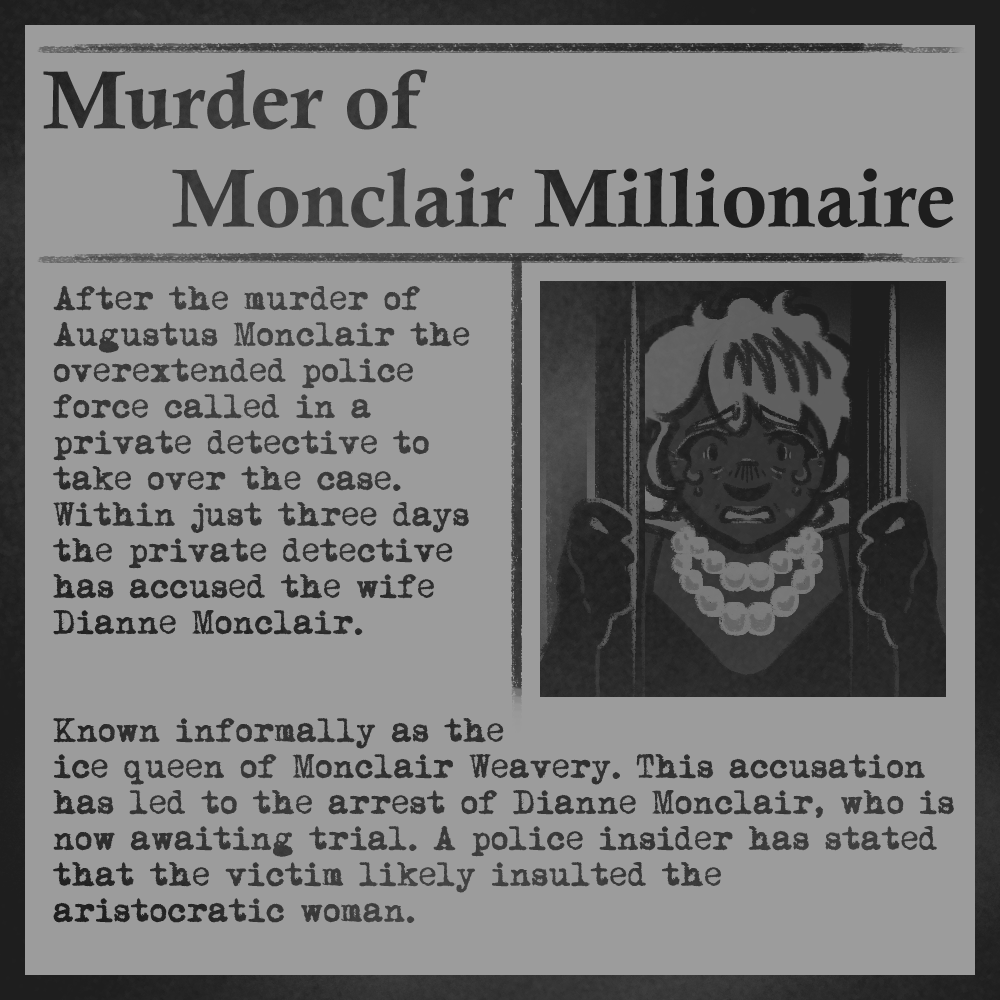 Murder of
Monclair Millionaire
After the murder of
Augustus Monclair the
overextended police
force called in a
private detective to
take over the case.
Within just three days
the private detective
has accused the wife
Dianne Monclair.
Known informally as the
ice queen of Monclair Weavery. This accusation
has led to the arrest of Dianne Monclair, who is
now awaiting trial. A police insider has stated
that the victim likely insulted the
aristocratic woman.